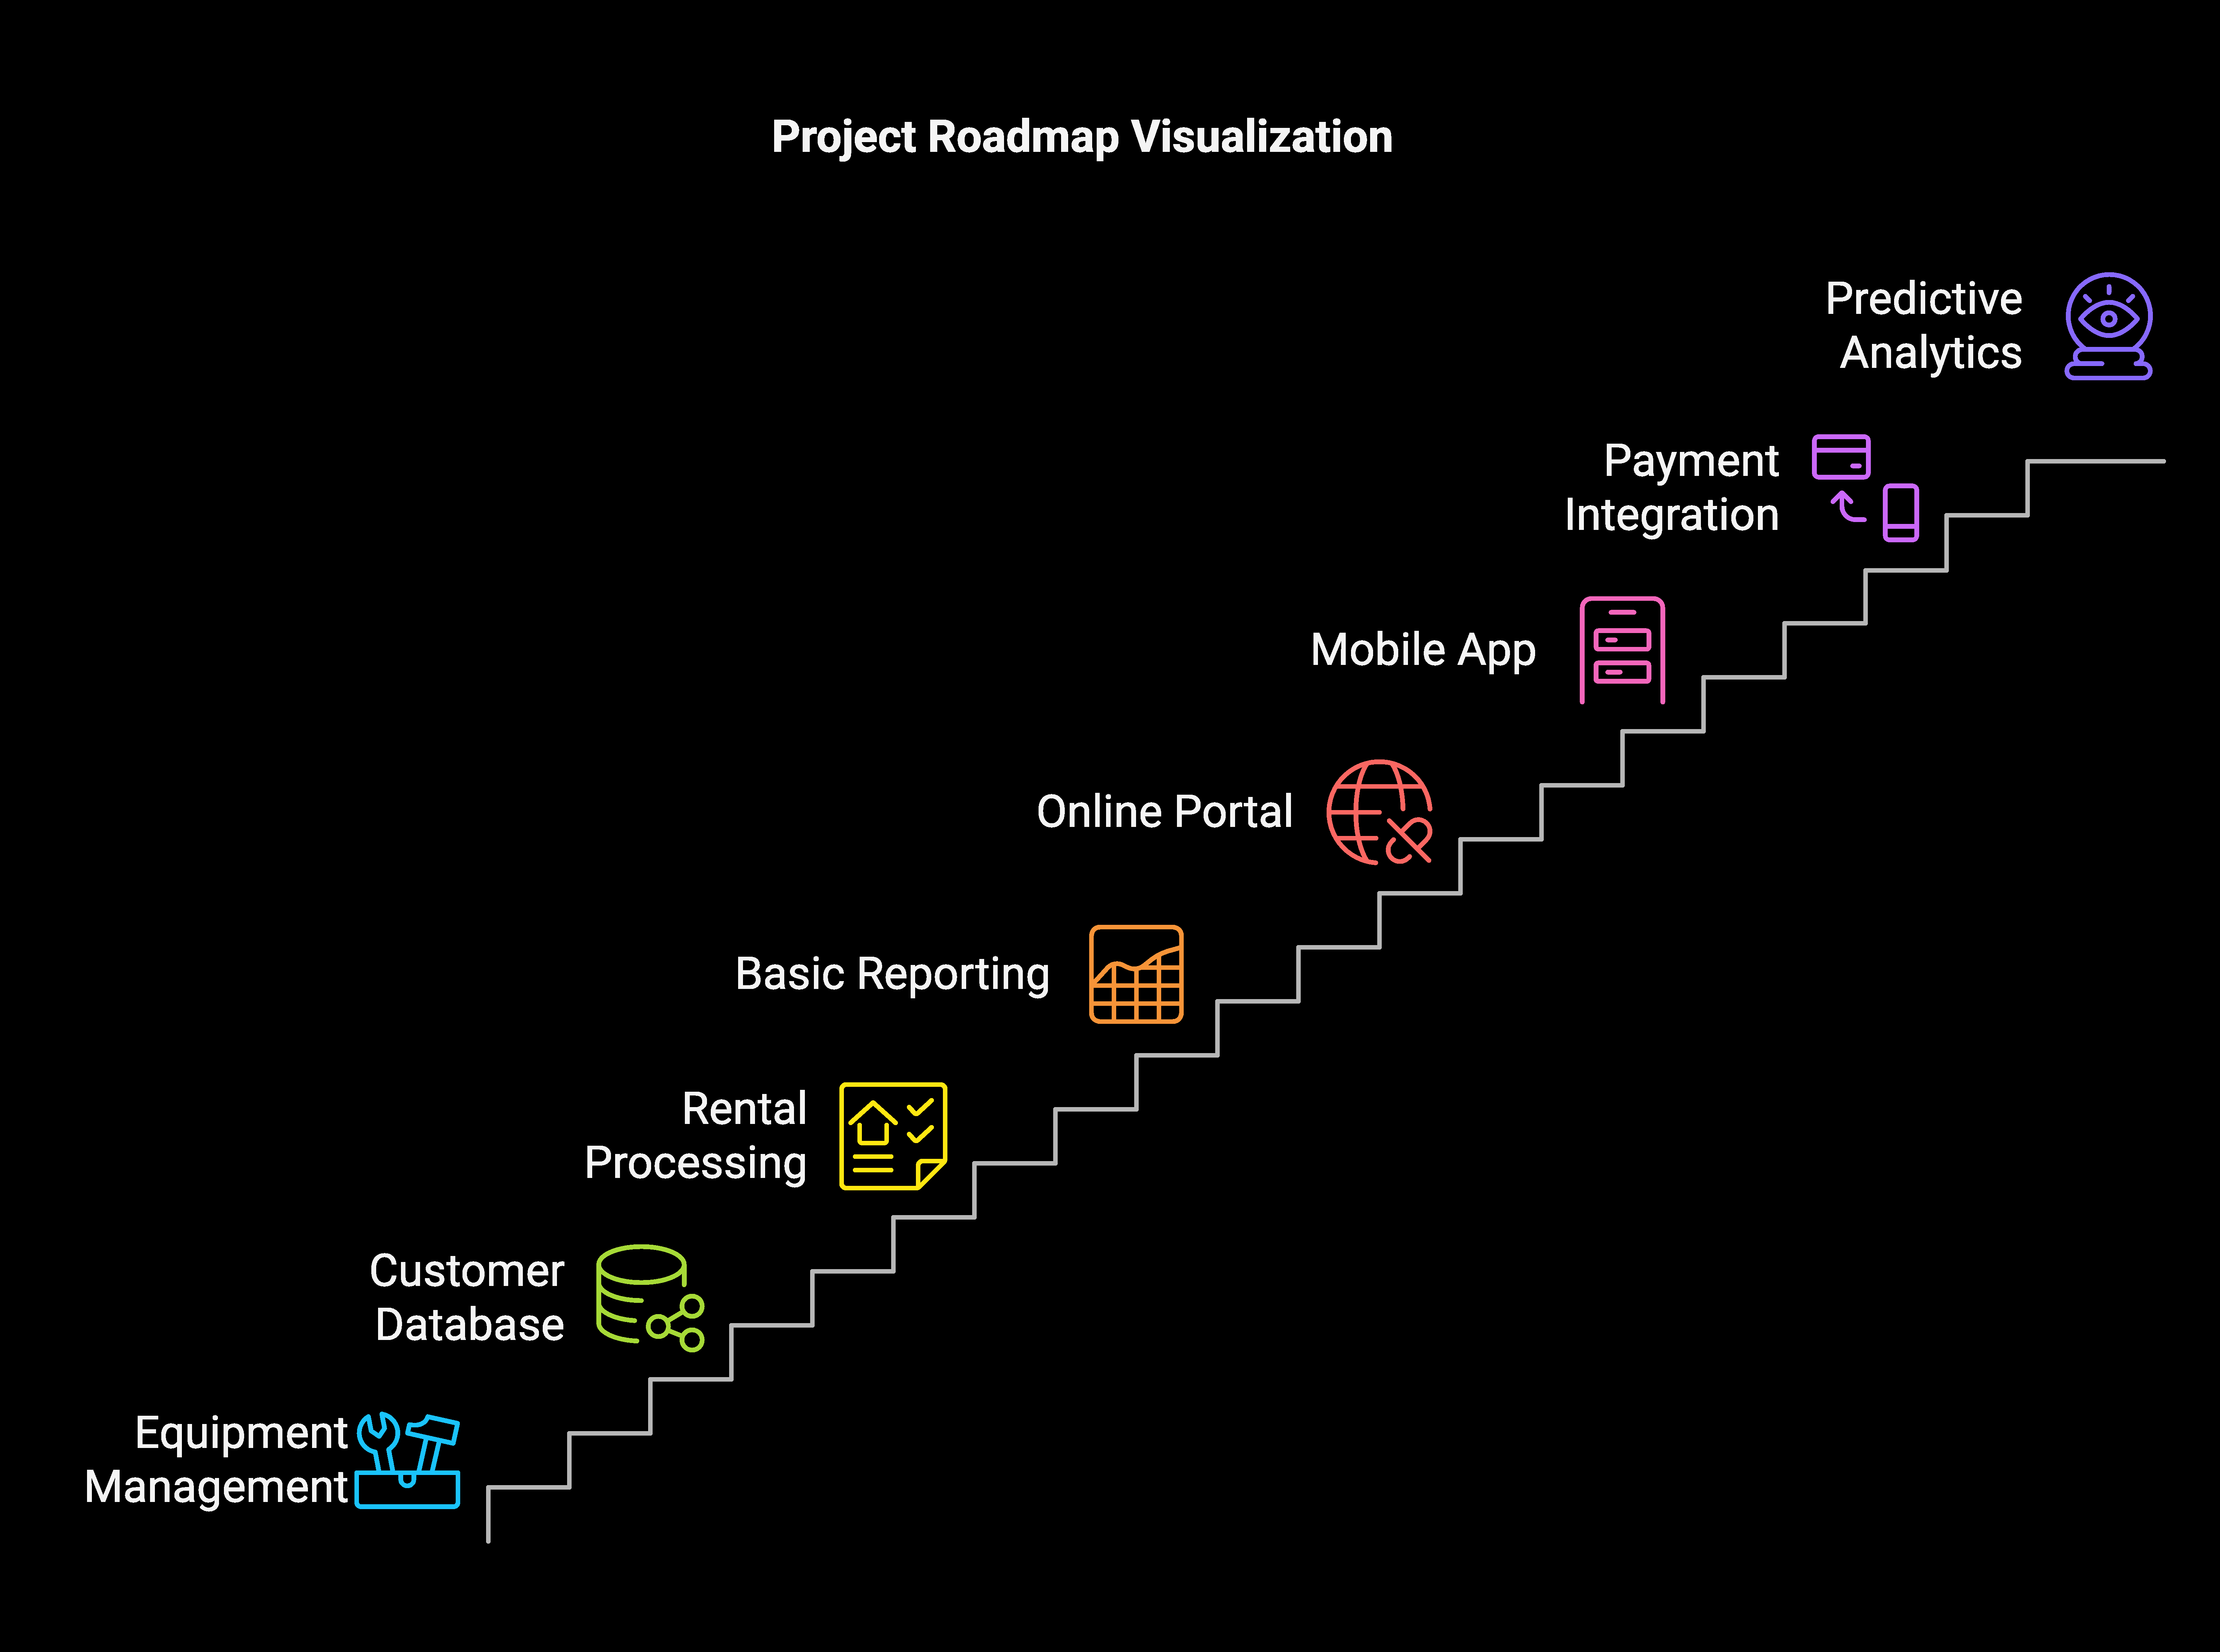 Project Roadmap Visualization
Predictive
Analytics
Payment
Integration
Mobile App
Online Portal
Basic Reporting
Rental
Processing
Customer
Database
Equipment
Management